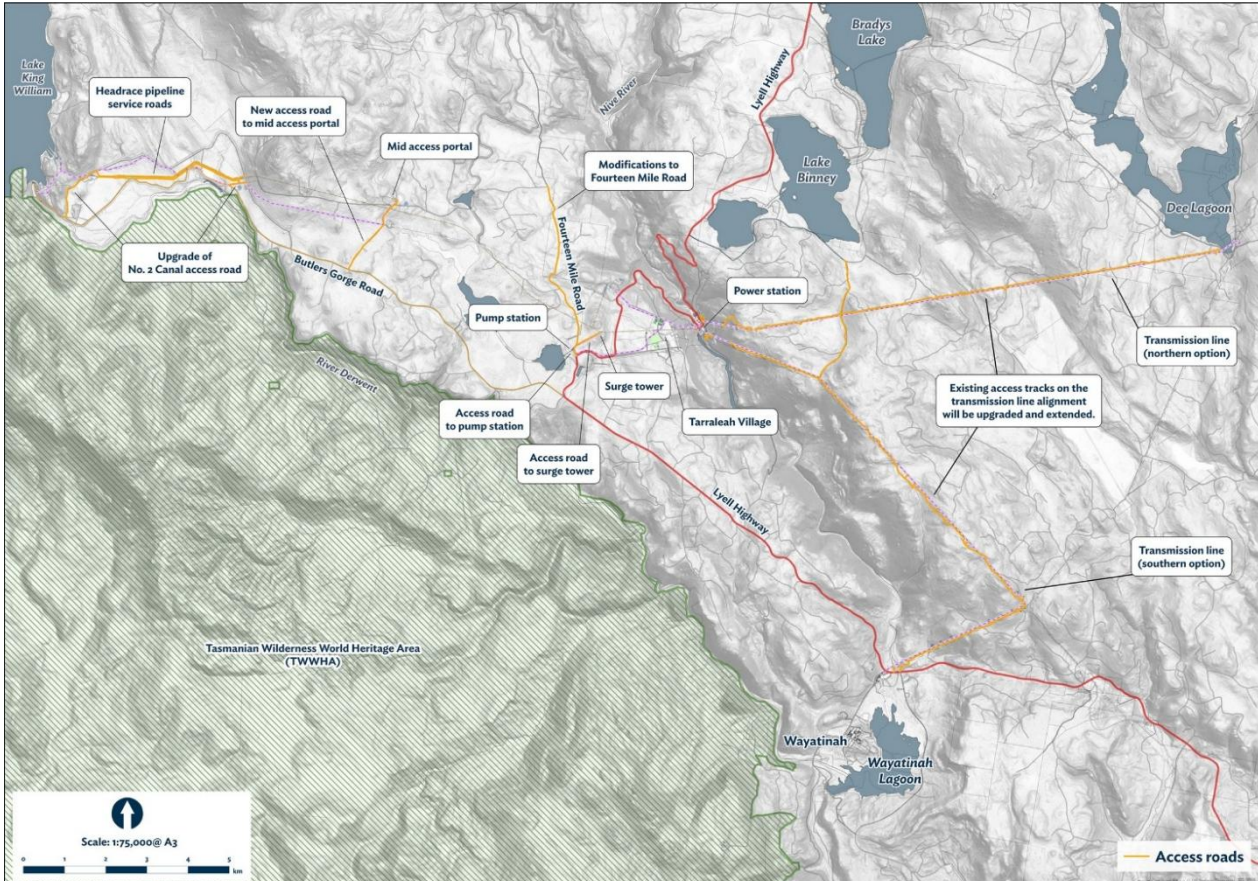 Lake
King
William
Headrace pipeline
service roads
New access road
to mid access portal
Mid access portal
Nive River
Modifications to
Fourteen Mile Road
Lyell Highway
Bradys
Lake
Lake
Binney
Dee Lagoon
Upgrade of
No. 2 Canal access road
Butlers Gorge Road
Fourteen Mile Road
Pump station
Power station
Transmission line
(northern option)
River Derwent
Surge tower
Existing access tracks on the
transmission line alignment
will be upgraded and extended.
Access road
to pump station
Tarraleah Village
Access road
to surge tower
Lyell Highway
Transmission line
(southern option)
Tasmanian Wilderness World Heritage Area
(TWWHA)
Wayatinah
Wayatinah
Lagoon
Scale: 1:75,000@ A3
0 1 2 3 4 5
km
Access roads